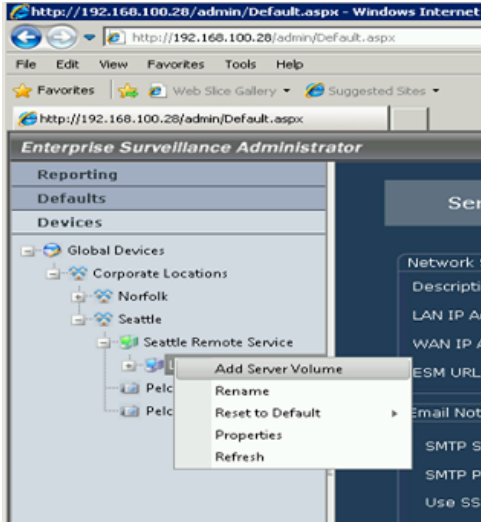 http://192.168.100.28/admin/Default.aspx - Windows Internet
http://192.168.100.28/admin/Default.aspx
File Edit View Favorites Tools Help
Favorites Web Slice Gallery Suggested Sites
http://192.168.100.28/admin/Default.aspx
Enterprise Surveillance Administrator
Reporting
Defaults
Devices
Global Devices
Corporate Locations
Norfolk
Seattle
Seattle Remote Service
Pelc
Pelc
Add Server Volume
Rename
Reset to Default
Properties
Refresh
Ser
Network
Descripti
LAN IP A
WAN IP A
ESM URL
Email Not
SMTP S
SMTP P
Use SS